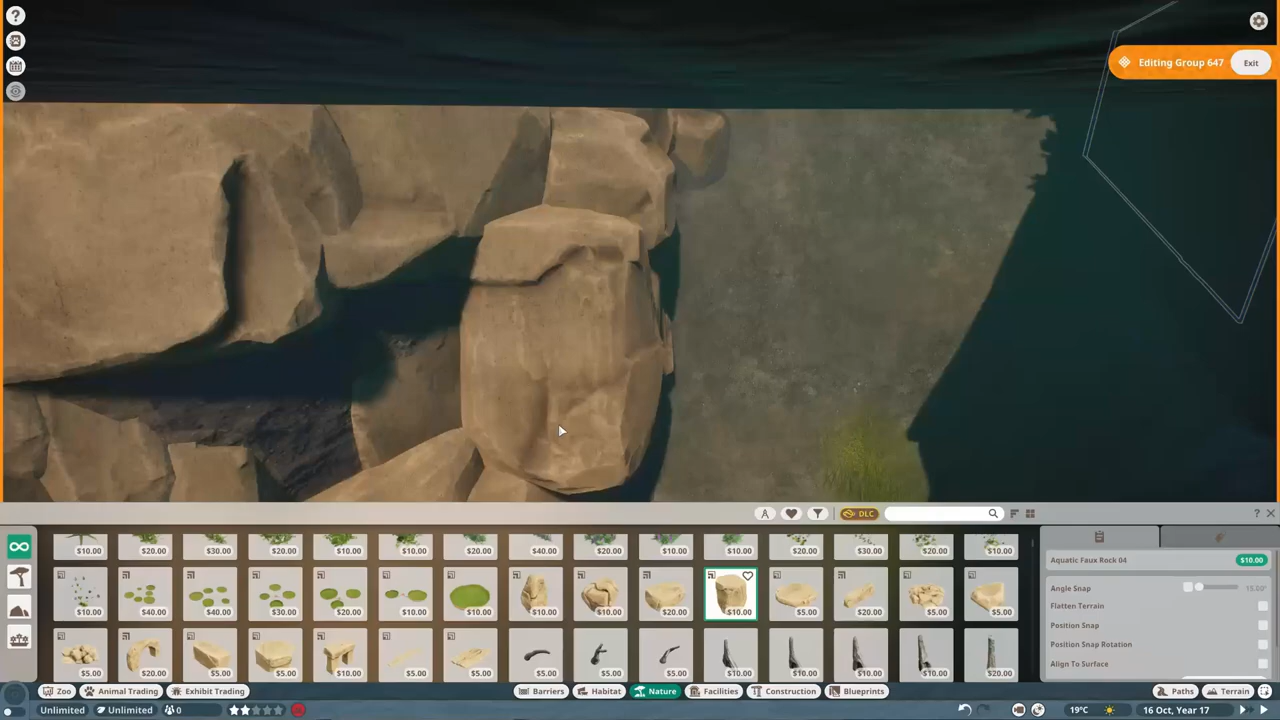 ?
Editing Group 647
Exit
A
DLC
? ×
$10.00 $20.00 $30.00 $20.00 $10.00 $10.00 $20.00 $40.00 $20.00 $10.00 $10.00 $20.00 $30.00 $20.00 $10.00
$10.00 $40.00 $40.00 $30.00 $20.00 $10.00 $20.00 $10.00 $10.00 $20.00 $10.00 $5.00 $20.00 $5.00 $5.00
$5.00 $20.00 $5.00 $5.00 $10.00 $5.00 $5.00 $5.00 $5.00 $5.00 $10.00 $10.00 $10.00 $10.00 $20.00
Aquatic Faux Rock 04 $10.00
Angle Snap 15.00°
Flatten Terrain
Position Snap
Position Snap Rotation
Align To Surface
Zoo Animal Trading Exhibit Trading Barriers Habitat Nature Facilities Construction Blueprints Paths Terrain
Unlimited Unlimited 0 19°C 16 Oct, Year 17